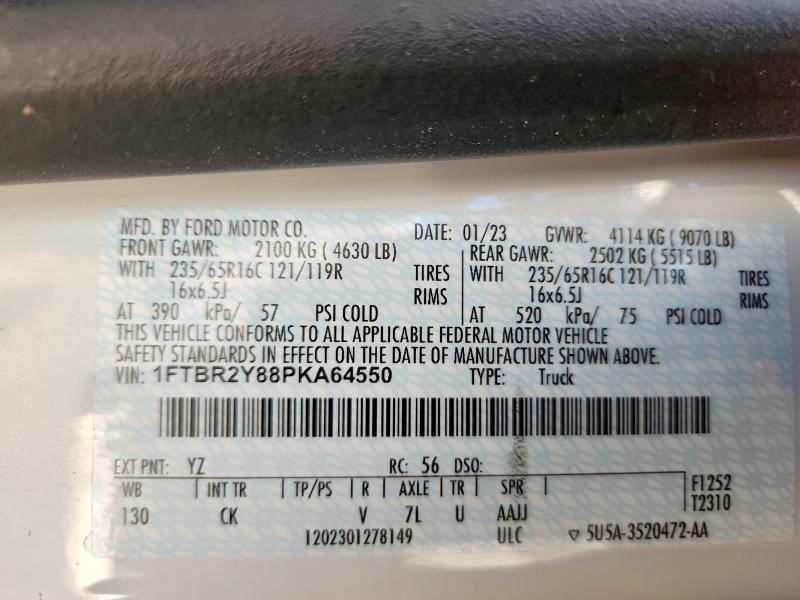 MFD. BY FORD MOTOR CO. DATE: 01/23 GVWR: 4114 KG (9070 LB)
FRONT GAWR: 2100 KG (4630 LB) REAR GAWR: 2502 KG (5515 LB)
WITH 235/65R16C 121/119R TIRES WITH 235/65R16C 121/119R TIRES
16x6.5J RIMS 16x6.5J RIMS
AT 390 kPa/ 57 PSI COLD AT 520 kPa/ 75 PSI COLD
THIS VEHICLE CONFORMS TO ALL APPLICABLE FEDERAL MOTOR VEHICLE
SAFETY STANDARDS IN EFFECT ON THE DATE OF MANUFACTURE SHOWN ABOVE.
VIN: 1FTBR2Y88PKA64550 TYPE: Truck
EXT PNT: YZ RC: 56 DSO:
WB INT TR TP/PS R AXLE TR SPR F1252
130 CK V 7L U AAJJ T2310
1202301278149 ULC ▽ 5U5A-3520472-AA